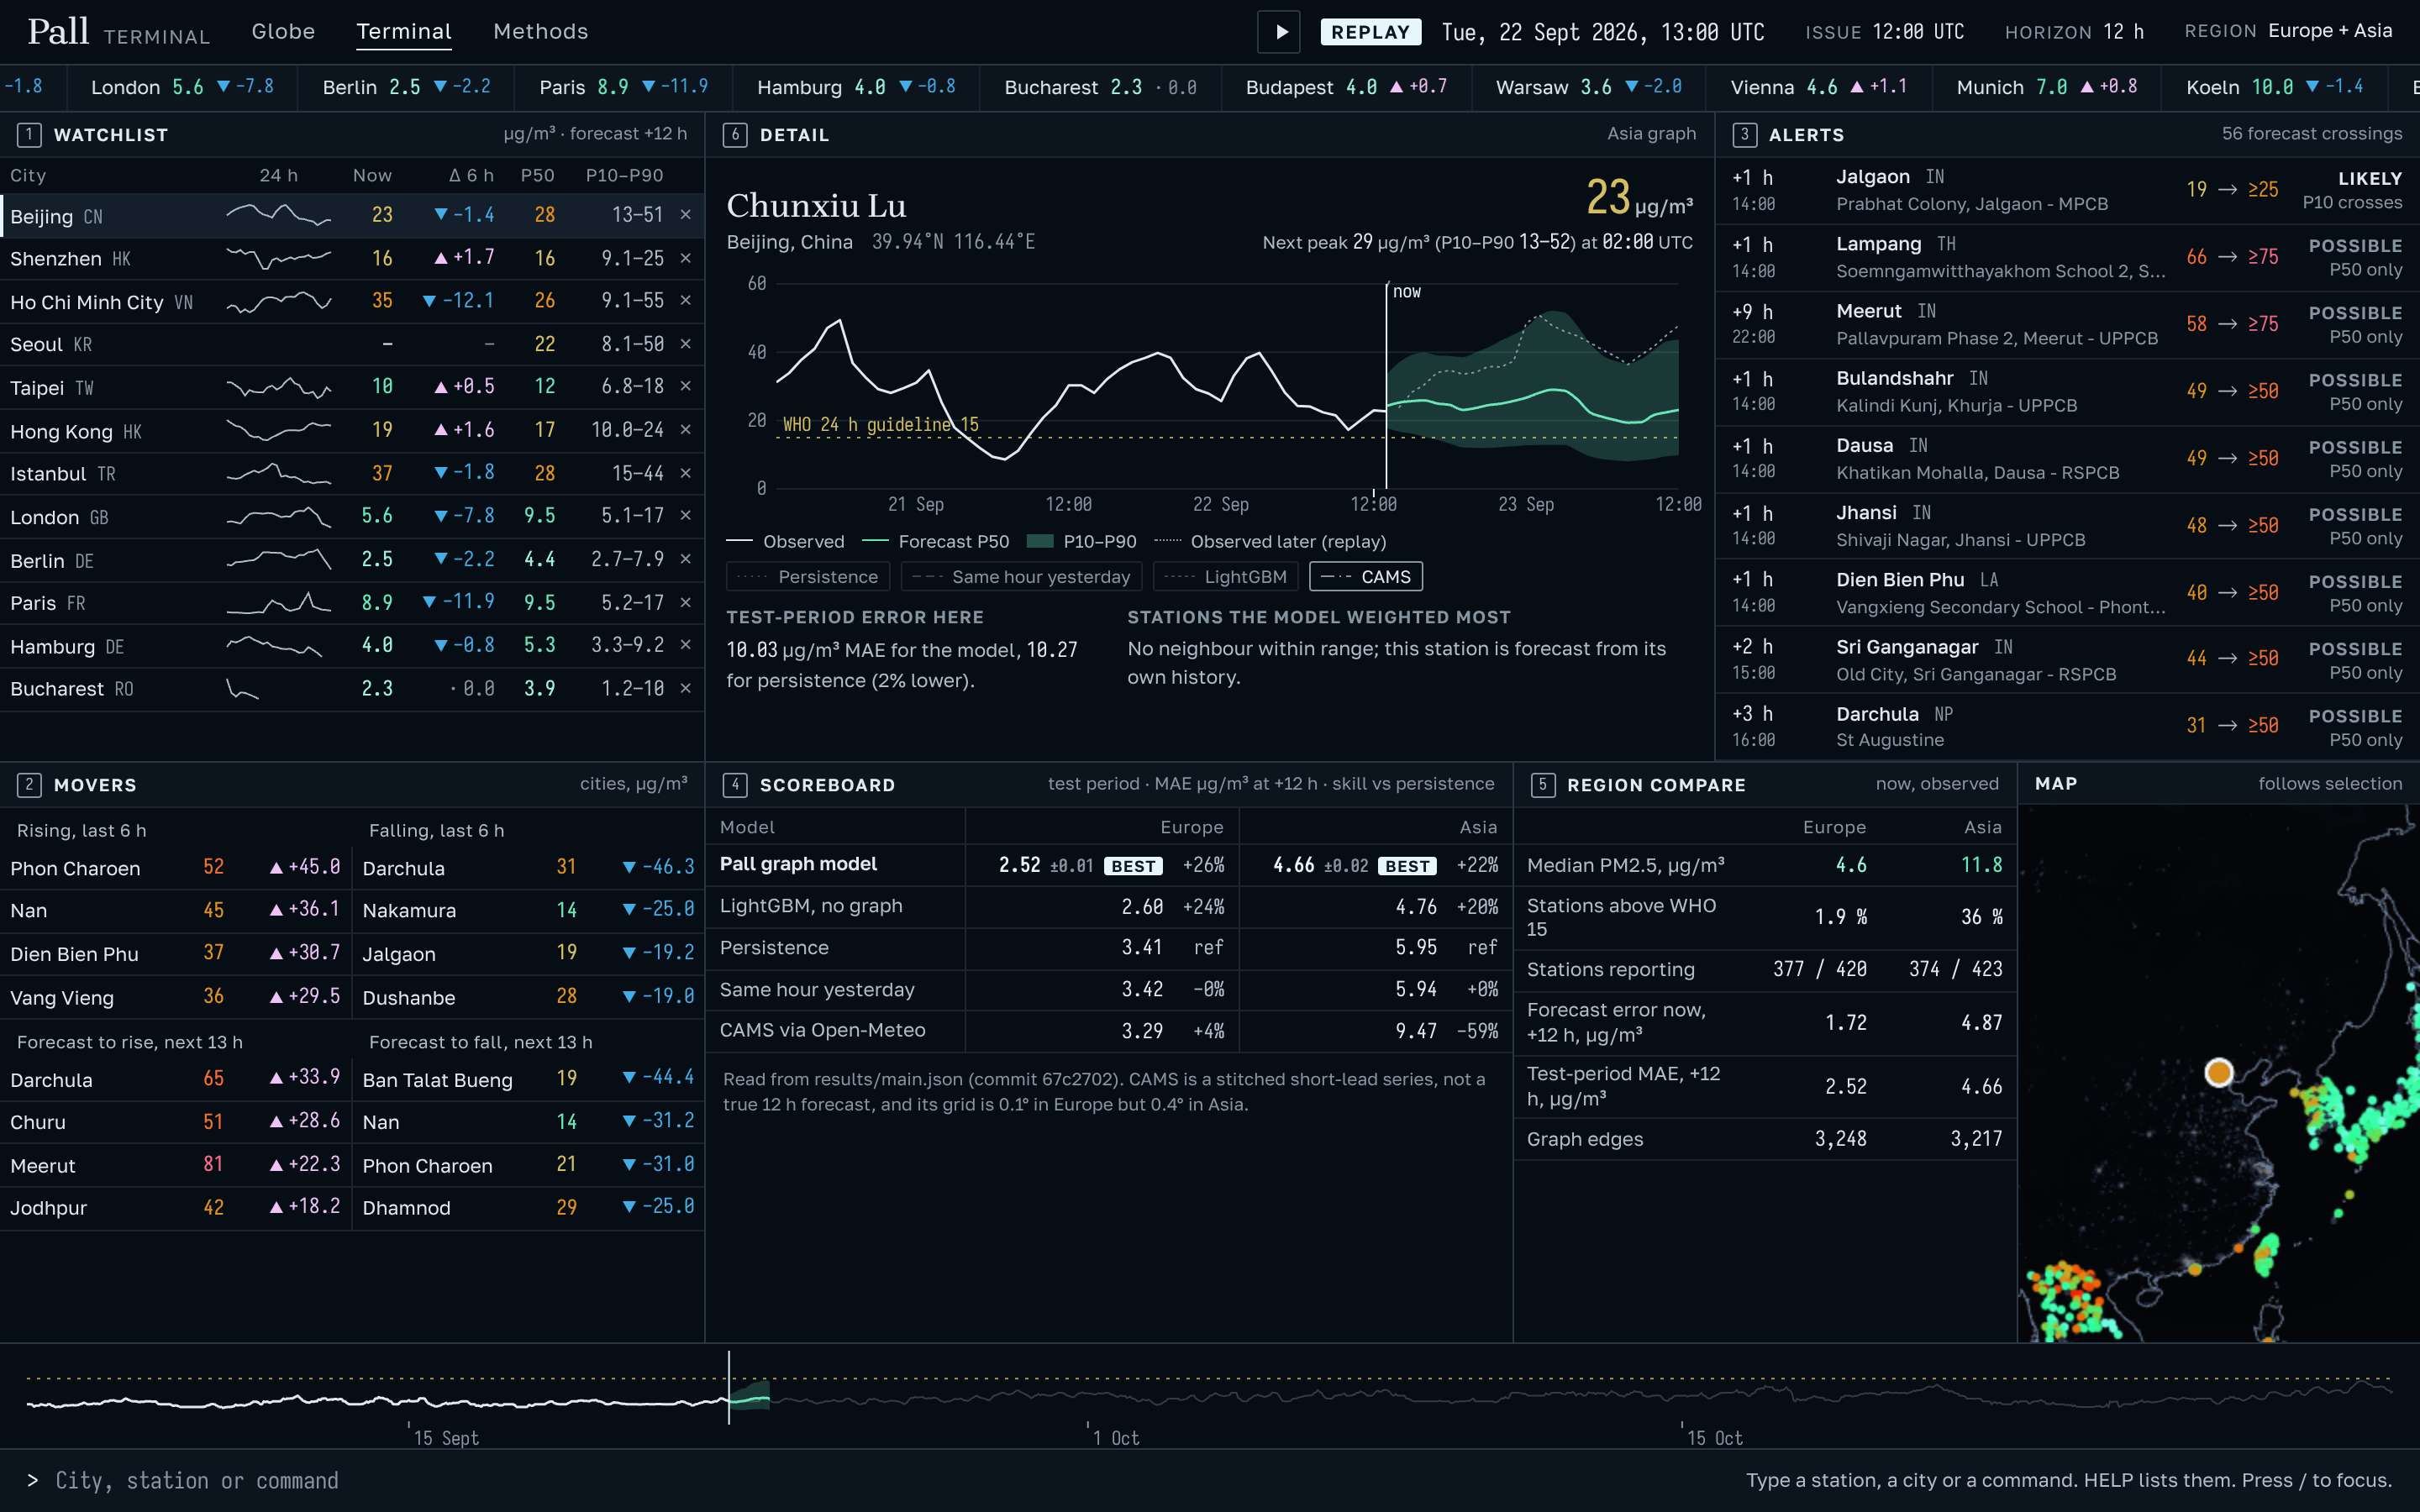 Pall TERMINAL Globe Terminal Methods REPLAY Tue, 22 Sept 2026, 13:00 UTC ISSUE 12:00 UTC HORIZON 12 h REGION Europe + Asia
-1.8 London 5.6 ▼ -7.8 Berlin 2.5 ▼ -2.2 Paris 8.9 ▼ -11.9 Hamburg 4.0 ▼ -0.8 Bucharest 2.3 · 0.0 Budapest 4.0 ▲ +0.7 Warsaw 3.6 ▼ -2.0 Vienna 4.6 ▲ +1.1 Munich 7.0 ▲ +0.8 Koeln 10.0 ▼ -1.4
1 WATCHLIST µg/m³ · forecast +12 h
City 24 h Now Δ 6 h P50 P10–P90
Beijing CN 23 ▼ -1.4 28 13–51 ×
Shenzhen HK 16 ▲ +1.7 16 9.1–25 ×
Ho Chi Minh City VN 35 ▼ -12.1 26 9.1–55 ×
Seoul KR – – 22 8.1–50 ×
Taipei TW 10 ▲ +0.5 12 6.8–18 ×
Hong Kong HK 19 ▲ +1.6 17 10.0–24 ×
Istanbul TR 37 ▼ -1.8 28 15–44 ×
London GB 5.6 ▼ -7.8 9.5 5.1–17 ×
Berlin DE 2.5 ▼ -2.2 4.4 2.7–7.9 ×
Paris FR 8.9 ▼ -11.9 9.5 5.2–17 ×
Hamburg DE 4.0 ▼ -0.8 5.3 3.3–9.2 ×
Bucharest RO 2.3 · 0.0 3.9 1.2–10 ×
6 DETAIL Asia graph
Chunxiu Lu 23 µg/m³
Beijing, China 39.94°N 116.44°E Next peak 29 µg/m³ (P10–P90 13–52) at 02:00 UTC
60
now
40
20
WHO 24 h guideline 15
0
21 Sep 12:00 22 Sep 12:00 23 Sep 12:00
Observed Forecast P50 P10–P90 Observed later (replay)
Persistence Same hour yesterday LightGBM CAMS
TEST-PERIOD ERROR HERE
10.03 µg/m³ MAE for the model, 10.27
for persistence (2% lower).
STATIONS THE MODEL WEIGHTED MOST
No neighbour within range; this station is forecast from its
own history.
3 ALERTS 56 forecast crossings
+1 h Jalgaon IN 19 → ≥25 LIKELY
14:00 Prabhat Colony, Jalgaon - MPCB P10 crosses
+1 h Lampang TH 66 → ≥75 POSSIBLE
14:00 Soemngamwitthayakhom School 2, S... P50 only
+9 h Meerut IN 58 → ≥75 POSSIBLE
22:00 Pallavpuram Phase 2, Meerut - UPPCB P50 only
+1 h Bulandshahr IN 49 → ≥50 POSSIBLE
14:00 Kalindi Kunj, Khurja - UPPCB P50 only
+1 h Dausa IN 49 → ≥50 POSSIBLE
14:00 Khatikan Mohalla, Dausa - RSPCB P50 only
+1 h Jhansi IN 48 → ≥50 POSSIBLE
14:00 Shivaji Nagar, Jhansi - UPPCB P50 only
+1 h Dien Bien Phu LA 40 → ≥50 POSSIBLE
14:00 Vangxieng Secondary School - Phont... P50 only
+2 h Sri Ganganagar IN 44 → ≥50 POSSIBLE
15:00 Old City, Sri Ganganagar - RSPCB P50 only
+3 h Darchula NP 31 → ≥50 POSSIBLE
16:00 St Augustine P50 only
2 MOVERS cities, µg/m³
Rising, last 6 h Falling, last 6 h
Phon Charoen 52 ▲ +45.0 Darchula 31 ▼ -46.3
Nan 45 ▲ +36.1 Nakamura 14 ▼ -25.0
Dien Bien Phu 37 ▲ +30.7 Jalgaon 19 ▼ -19.2
Vang Vieng 36 ▲ +29.5 Dushanbe 28 ▼ -19.0
Forecast to rise, next 13 h Forecast to fall, next 13 h
Darchula 65 ▲ +33.9 Ban Talat Bueng 19 ▼ -44.4
Churu 51 ▲ +28.6 Nan 14 ▼ -31.2
Meerut 81 ▲ +22.3 Phon Charoen 21 ▼ -31.0
Jodhpur 42 ▲ +18.2 Dhamnod 29 ▼ -25.0
4 SCOREBOARD test period · MAE µg/m³ at +12 h · skill vs persistence
Model Europe Asia
Pall graph model 2.52 ±0.01 BEST +26% 4.66 ±0.02 BEST +22%
LightGBM, no graph 2.60 +24% 4.76 +20%
Persistence 3.41 ref 5.95 ref
Same hour yesterday 3.42 -0% 5.94 +0%
CAMS via Open-Meteo 3.29 +4% 9.47 -59%
Read from results/main.json (commit 67c2702). CAMS is a stitched short-lead series, not a
true 12 h forecast, and its grid is 0.1° in Europe but 0.4° in Asia.
5 REGION COMPARE now, observed
Europe Asia
Median PM2.5, µg/m³ 4.6 11.8
Stations above WHO
15 1.9 % 36 %
Stations reporting 377 / 420 374 / 423
Forecast error now,
+12 h, µg/m³ 1.72 4.87
Test-period MAE, +12
h, µg/m³ 2.52 4.66
Graph edges 3,248 3,217
MAP follows selection
15 Sept 1 Oct 15 Oct
> City, station or command Type a station, a city or a command. HELP lists them. Press / to focus.